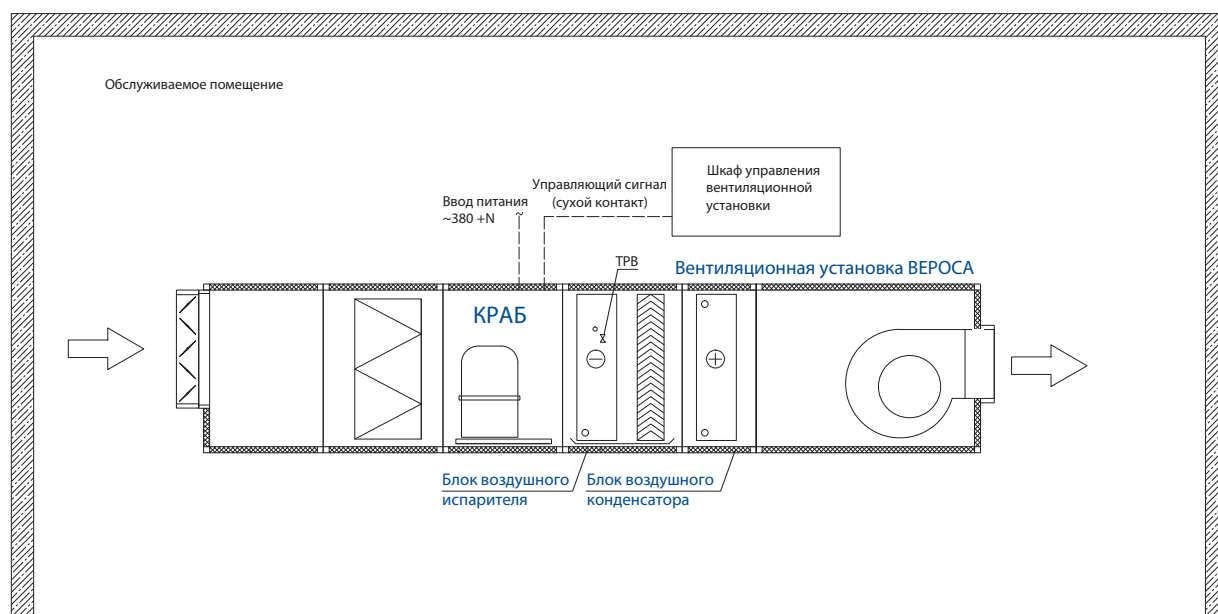 Обслуживаемое помещение
Шкаф управления
вентиляционной
установки
Управляющий сигнал
(сухой контакт)
Ввод питания
~380 +N
~
ТРВ
Вентиляционная установка ВЕРОСА
КРАБ
Блок воздушного
испарителя
Блок воздушного
конденсатора